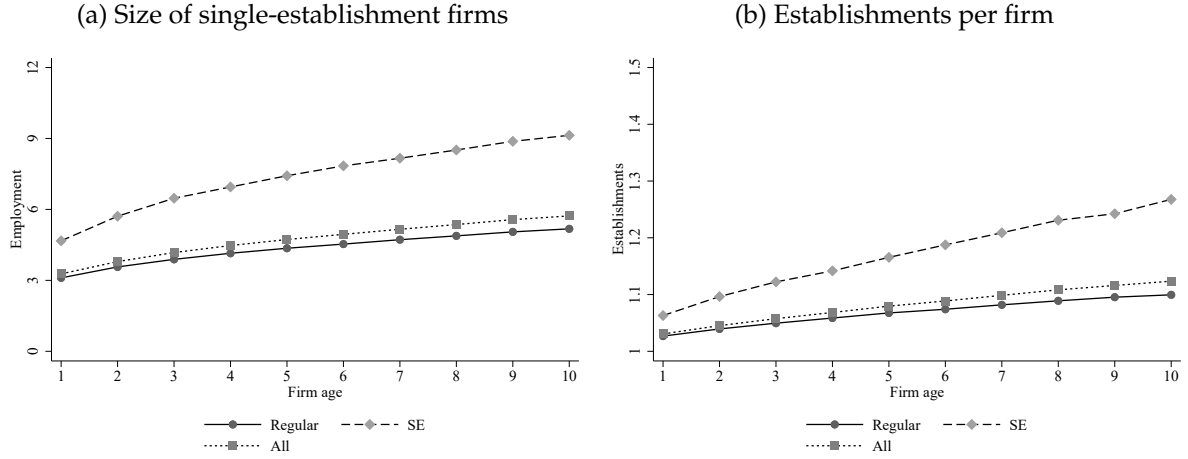 (a) Size of single-establishment firms
12
9
6
3
0
Employment
1 2 3 4 5 6 7 8 9 10
Firm age
Regular SE
All
(b) Establishments per firm
1.5
1.4
1.3
1.2
1.1
1
Establishments
1 2 3 4 5 6 7 8 9 10
Firm age
Regular SE
All